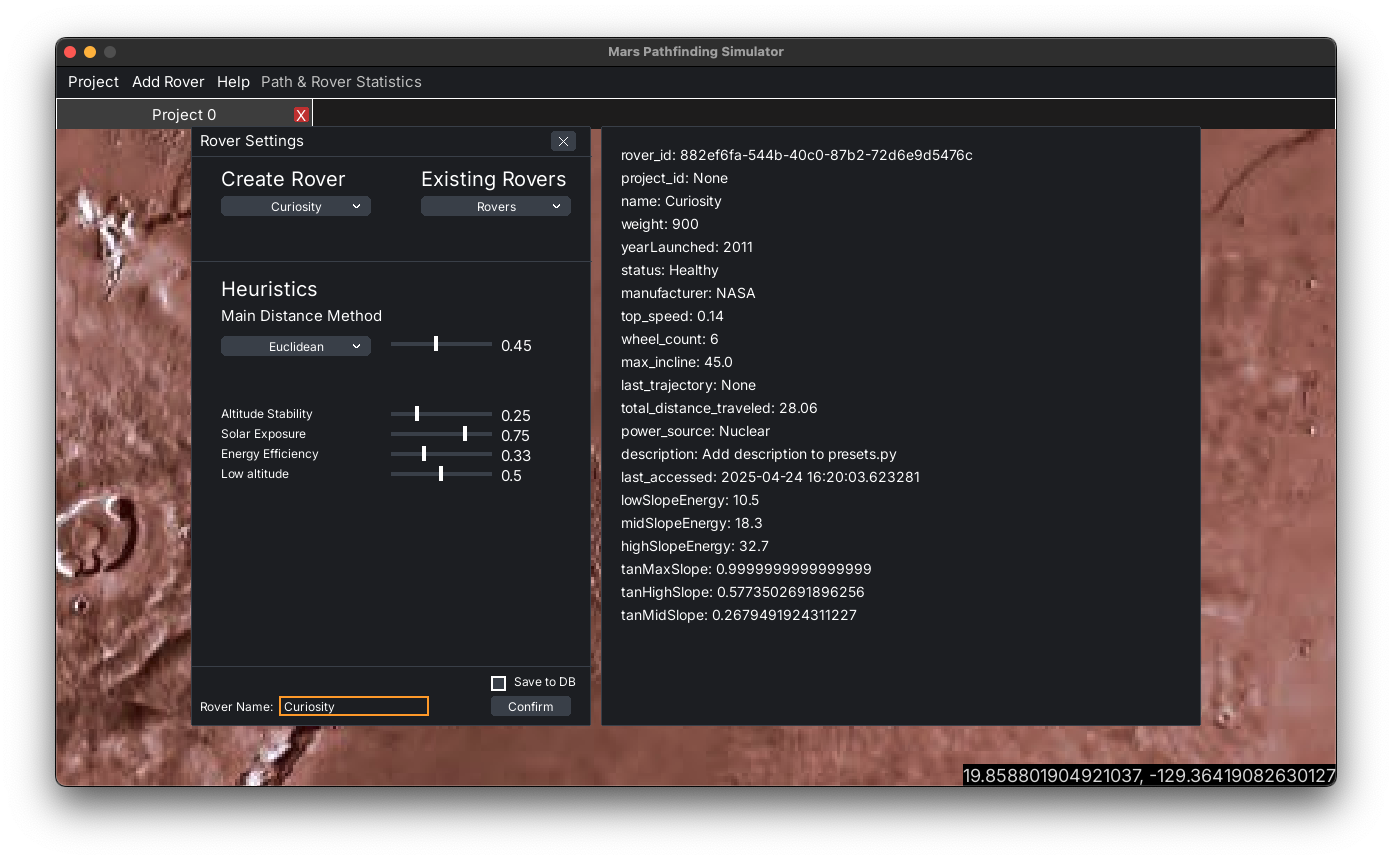 Mars Pathfinding Simulator
Project Add Rover Help Path & Rover Statistics
Project 0 X
Rover Settings
Create Rover Existing Rovers
Curiosity Rovers
Heuristics
Main Distance Method
Euclidean 0.45
Altitude Stability 0.25
Solar Exposure 0.75
Energy Efficiency 0.33
Low altitude 0.5
Save to DB
Rover Name: Curiosity Confirm
rover_id: 882ef6fa-544b-40c0-87b2-72d6e9d5476c
project_id: None
name: Curiosity
weight: 900
yearLaunched: 2011
status: Healthy
manufacturer: NASA
top_speed: 0.14
wheel_count: 6
max_incline: 45.0
last_trajectory: None
total_distance_traveled: 28.06
power_source: Nuclear
description: Add description to presets.py
last_accessed: 2025-04-24 16:20:03.623281
lowSlopeEnergy: 10.5
midSlopeEnergy: 18.3
highSlopeEnergy: 32.7
tanMaxSlope: 0.9999999999999999
tanHighSlope: 0.5773502691896256
tanMidSlope: 0.2679491924311227
19.858801904921037, -129.36419082630127